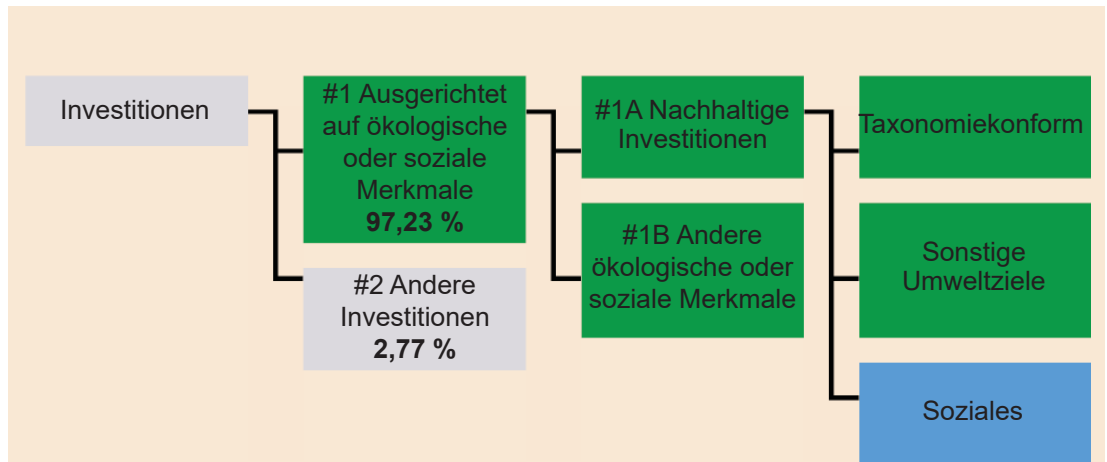 Investitionen
#1 Ausgerichtet
auf ökologische
oder soziale
Merkmale
97,23 %
#2 Andere
Investitionen
2,77 %
#1A Nachhaltige
Investitionen
#1B Andere
ökologische oder
soziale Merkmale
Taxonomiekonform
Sonstige
Umweltziele
Soziales